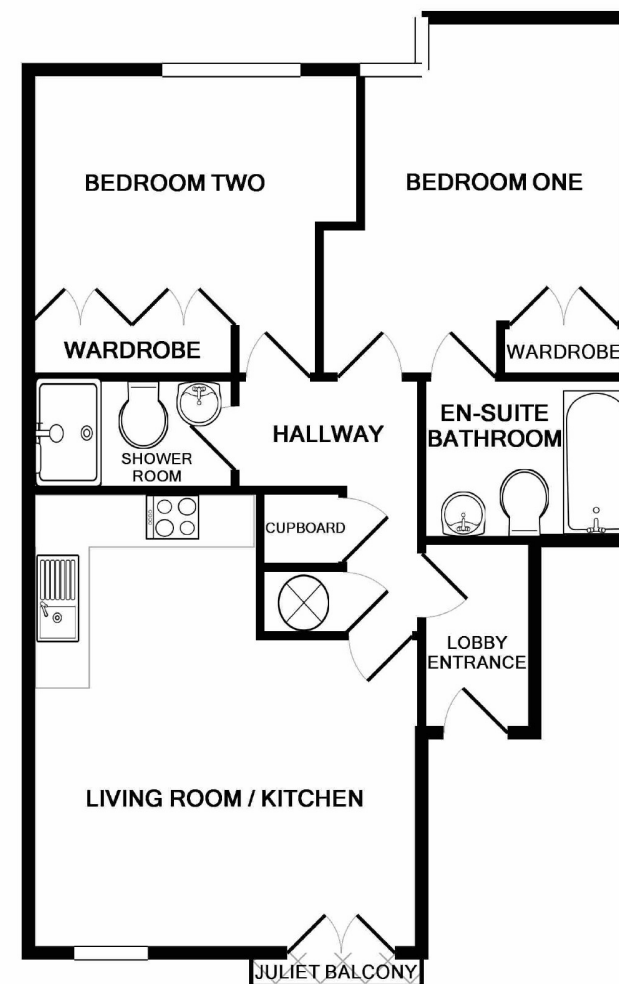 BEDROOM TWO
BEDROOM ONE
WARDROBE
WARDROBE
EN-SUITE
BATHROOM
HALLWAY
SHOWER
ROOM
CUPBOARD
LOBBY
ENTRANCE
LIVING ROOM / KITCHEN
JULIET BALCONY